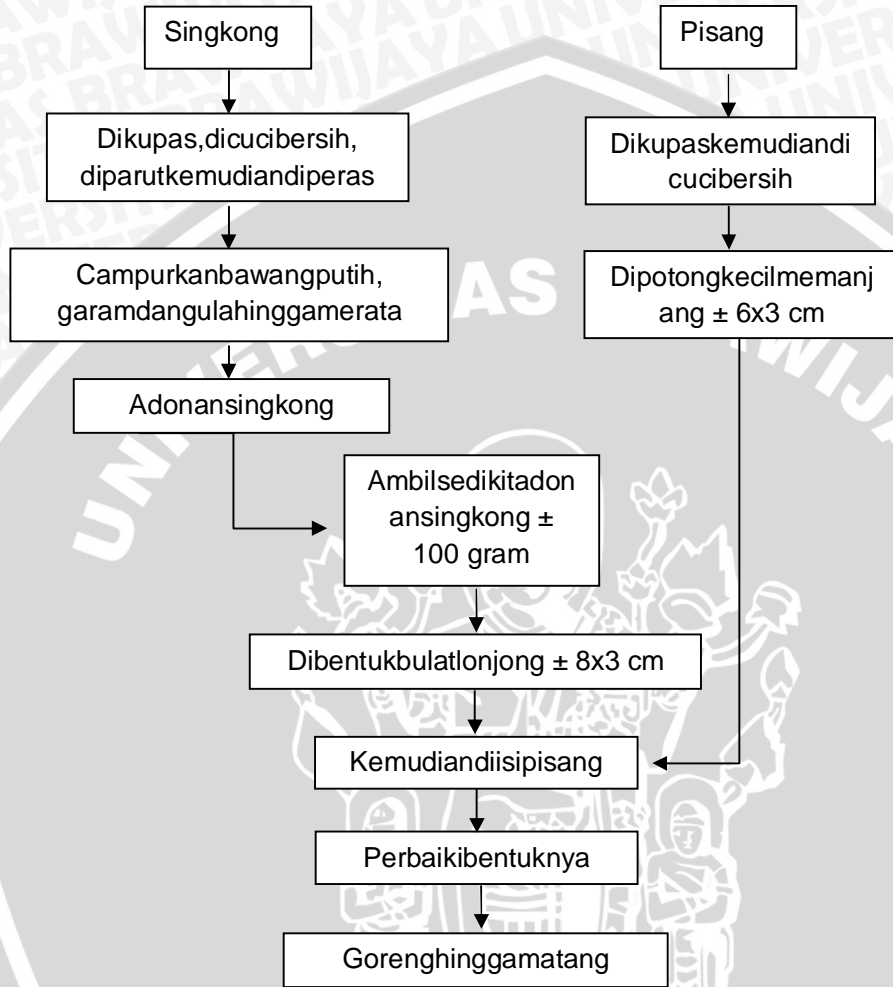 Singkong
Pisang
Dikupas,dicucibersih,
diparutkemudiandiperas
Dikupaskemudiandi
cucibersih
Campurkanbawangputih,
garamdangulahinggamerata
Dipotongkecilmemanj
ang ± 6x3 cm
Adonansingkong
Ambilsedikitadon
ansingkong ±
100 gram
Dibentukbulatlonjong ± 8x3 cm
Kemudiandiisipisang
Perbaikibentuknya
Gorenghinggamatang